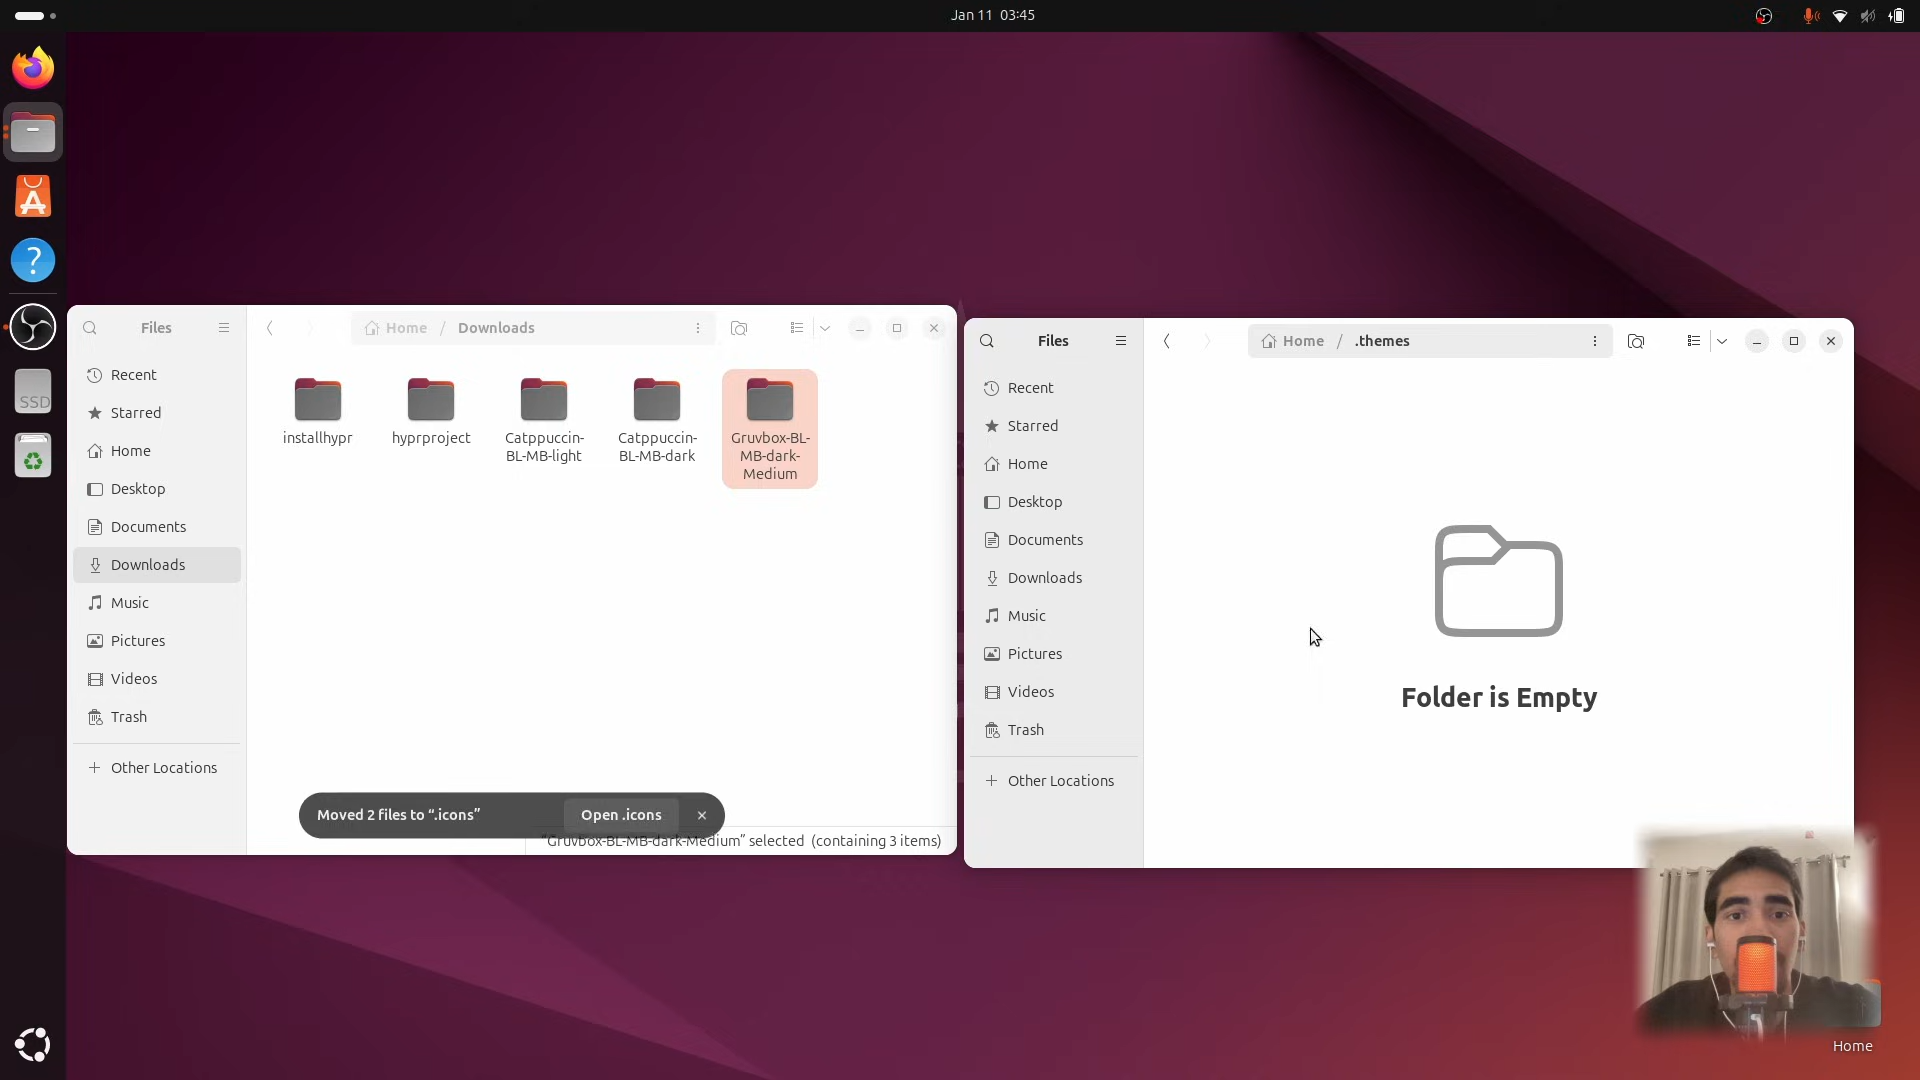 Jan 11 03:45
SSD
Files
Home / Downloads
Recent
Starred
Home
Desktop
Documents
Downloads
Music
Pictures
Videos
Trash
Other Locations
installhypr
hyprproject
Catppuccin-
BL-MB-light
Catppuccin-
BL-MB-dark
Gruvbox-BL-
MB-dark-
Medium
Moved 2 files to “.icons”
Open .icons
“Gruvbox-BL-MB-dark-Medium” selected (containing 3 items)
Files
Home / .themes
Recent
Starred
Home
Desktop
Documents
Downloads
Music
Pictures
Videos
Trash
Other Locations
Folder is Empty
Home